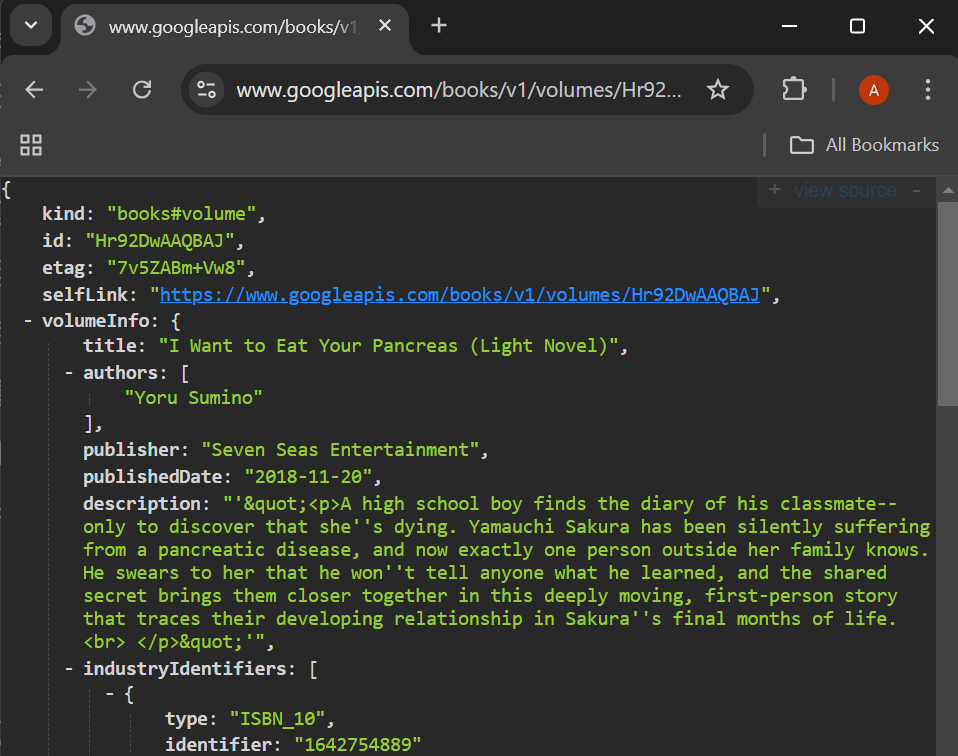 www.googleapis.com/books/v1
www.googleapis.com/books/v1/volumes/Hr92...
A
All Bookmarks
+ view source -
{
kind: "books#volume",
id: "Hr92DwAAQBAJ",
etag: "7v5ZABm+Vw8",
selfLink: "https://www.googleapis.com/books/v1/volumes/Hr92DwAAQBAJ",
- volumeInfo: {
title: "I Want to Eat Your Pancreas (Light Novel)",
- authors: [
"Yoru Sumino"
],
publisher: "Seven Seas Entertainment",
publishedDate: "2018-11-20",
description: "'&quot;<p>A high school boy finds the diary of his classmate--
only to discover that she''s dying. Yamauchi Sakura has been silently suffering
from a pancreatic disease, and now exactly one person outside her family knows.
He swears to her that he won''t tell anyone what he learned, and the shared
secret brings them closer together in this deeply moving, first-person story
that traces their developing relationship in Sakura''s final months of life.
<br> </p>&quot;'",
- industryIdentifiers: [
- {
type: "ISBN_10",
identifier: "1642754889"